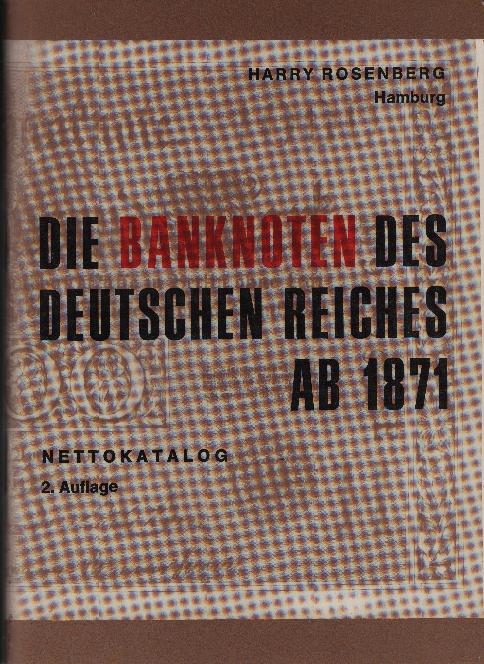 HARRY ROSENBERG
Hamburg
DIE BANKNOTEN DES
DEUTSCHEN REICHES
AB 1871
NETTOKATALOG
2. Auflage